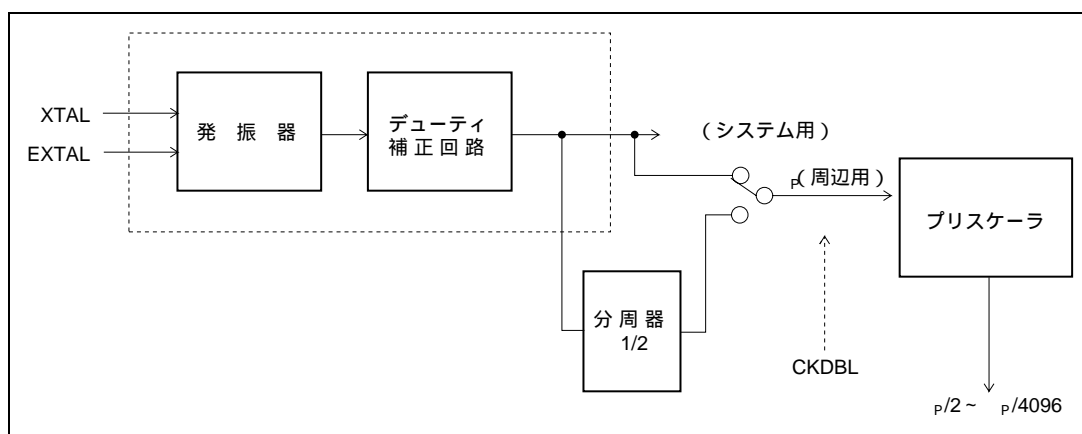 XTAL
EXTAL
発振器
デューティ
補正回路
(システム用)
P(周辺用)
プリスケーラ
分周器
1/2
CKDBL
P/2~ P/4096